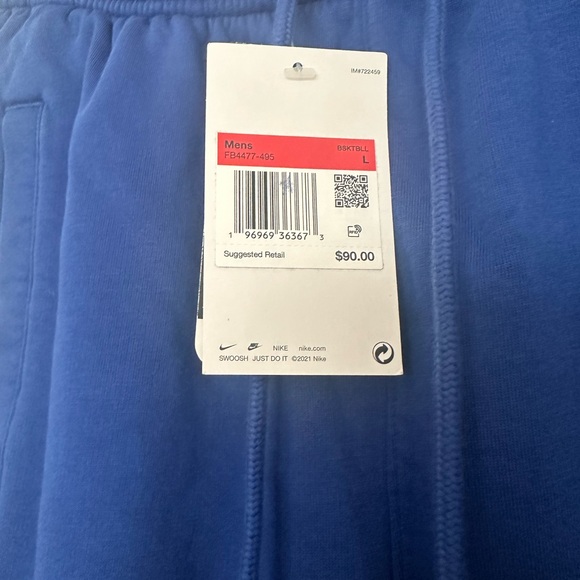 IM#722459
Mens BSKTBLL
FB4477-495 L
1 96969 36367 3
Suggested Retail $90.00
NIKE nike.com
SWOOSH JUST DO IT ©2021 Nike